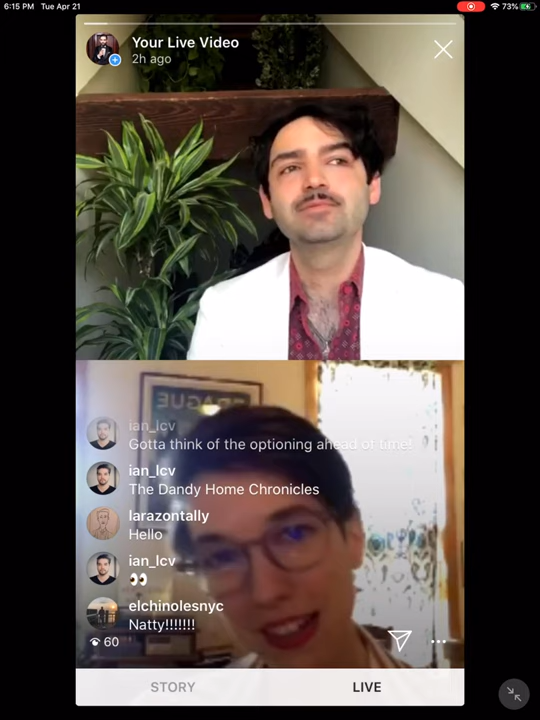 6:15 PM Tue Apr 21
73%
Your Live Video
2h ago
PRAGUE
ian_lcv
Gotta think of the optioning ahead of time!
ian_lcv
The Dandy Home Chronicles
larazontally
Hello
ian_lcv
👀
elchinolesnyc
Natty!!!!!!!
60
STORY
LIVE